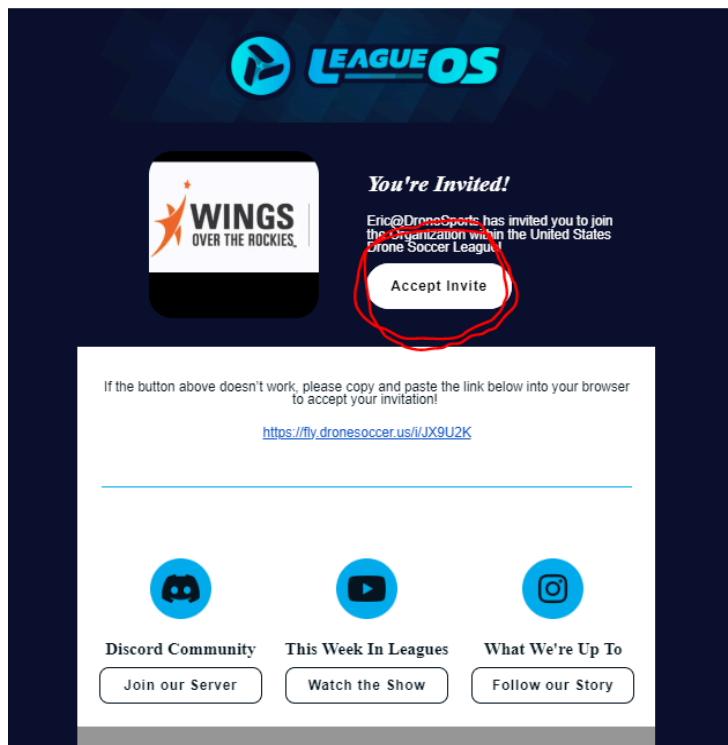 LEAGUEOS
WINGS
OVER THE ROCKIES
You're Invited!
Eric@DroneSports has invited you to join
the Organization within the United States
Drone Soccer League!
Accept Invite
If the button above doesn't work, please copy and paste the link below into your browser
to accept your invitation!
https://fly.dronesoccer.us/i/JX9U2K
Discord Community
This Week In Leagues
What We're Up To
Join our Server
Watch the Show
Follow our Story